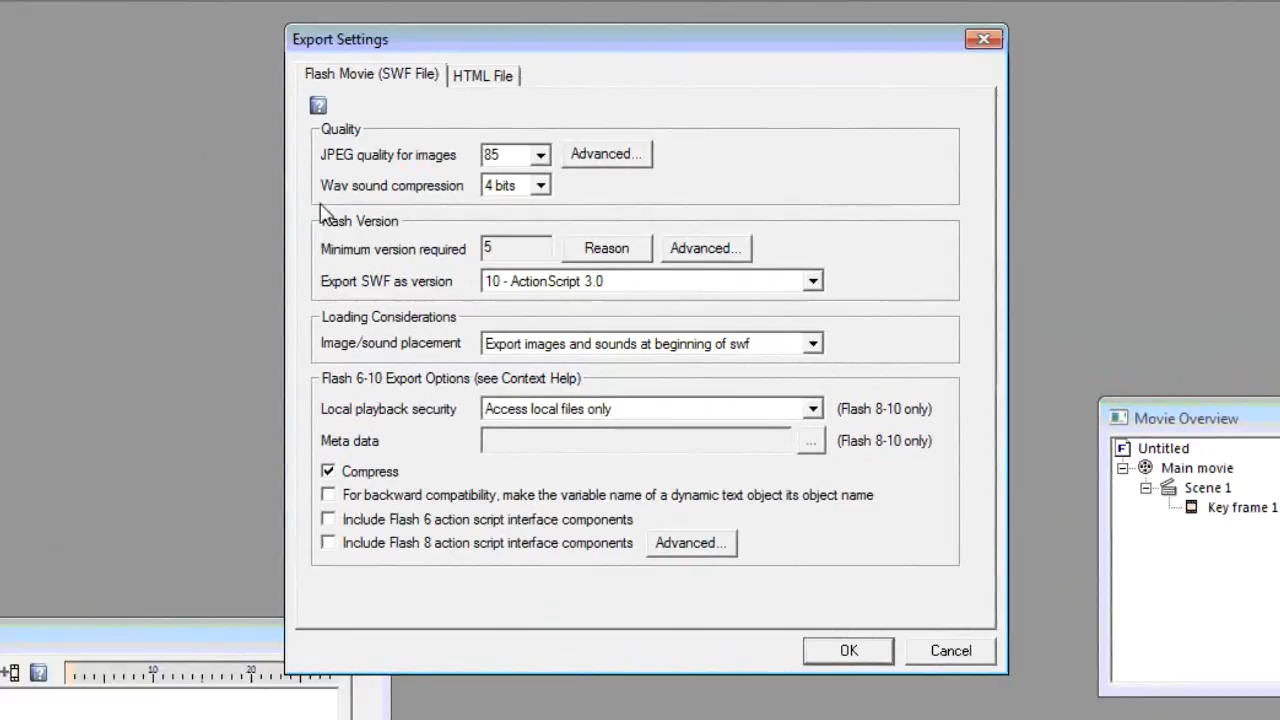 Export Settings
Flash Movie (SWF File) HTML File
Quality
JPEG quality for images 85 Advanced...
Wav sound compression 4 bits
Flash Version
Minimum version required 5 Reason Advanced...
Export SWF as version 10 - ActionScript 3.0
Loading Considerations
Image/sound placement Export images and sounds at beginning of swf
Flash 6-10 Export Options (see Context Help)
Local playback security Access local files only (Flash 8-10 only)
Meta data ... (Flash 8-10 only)
Compress
For backward compatibility, make the variable name of a dynamic text object its object name
Include Flash 6 action script interface components
Include Flash 8 action script interface components Advanced...
OK Cancel
Movie Overview
Untitled
Main movie
Scene 1
Key frame 1
10 20